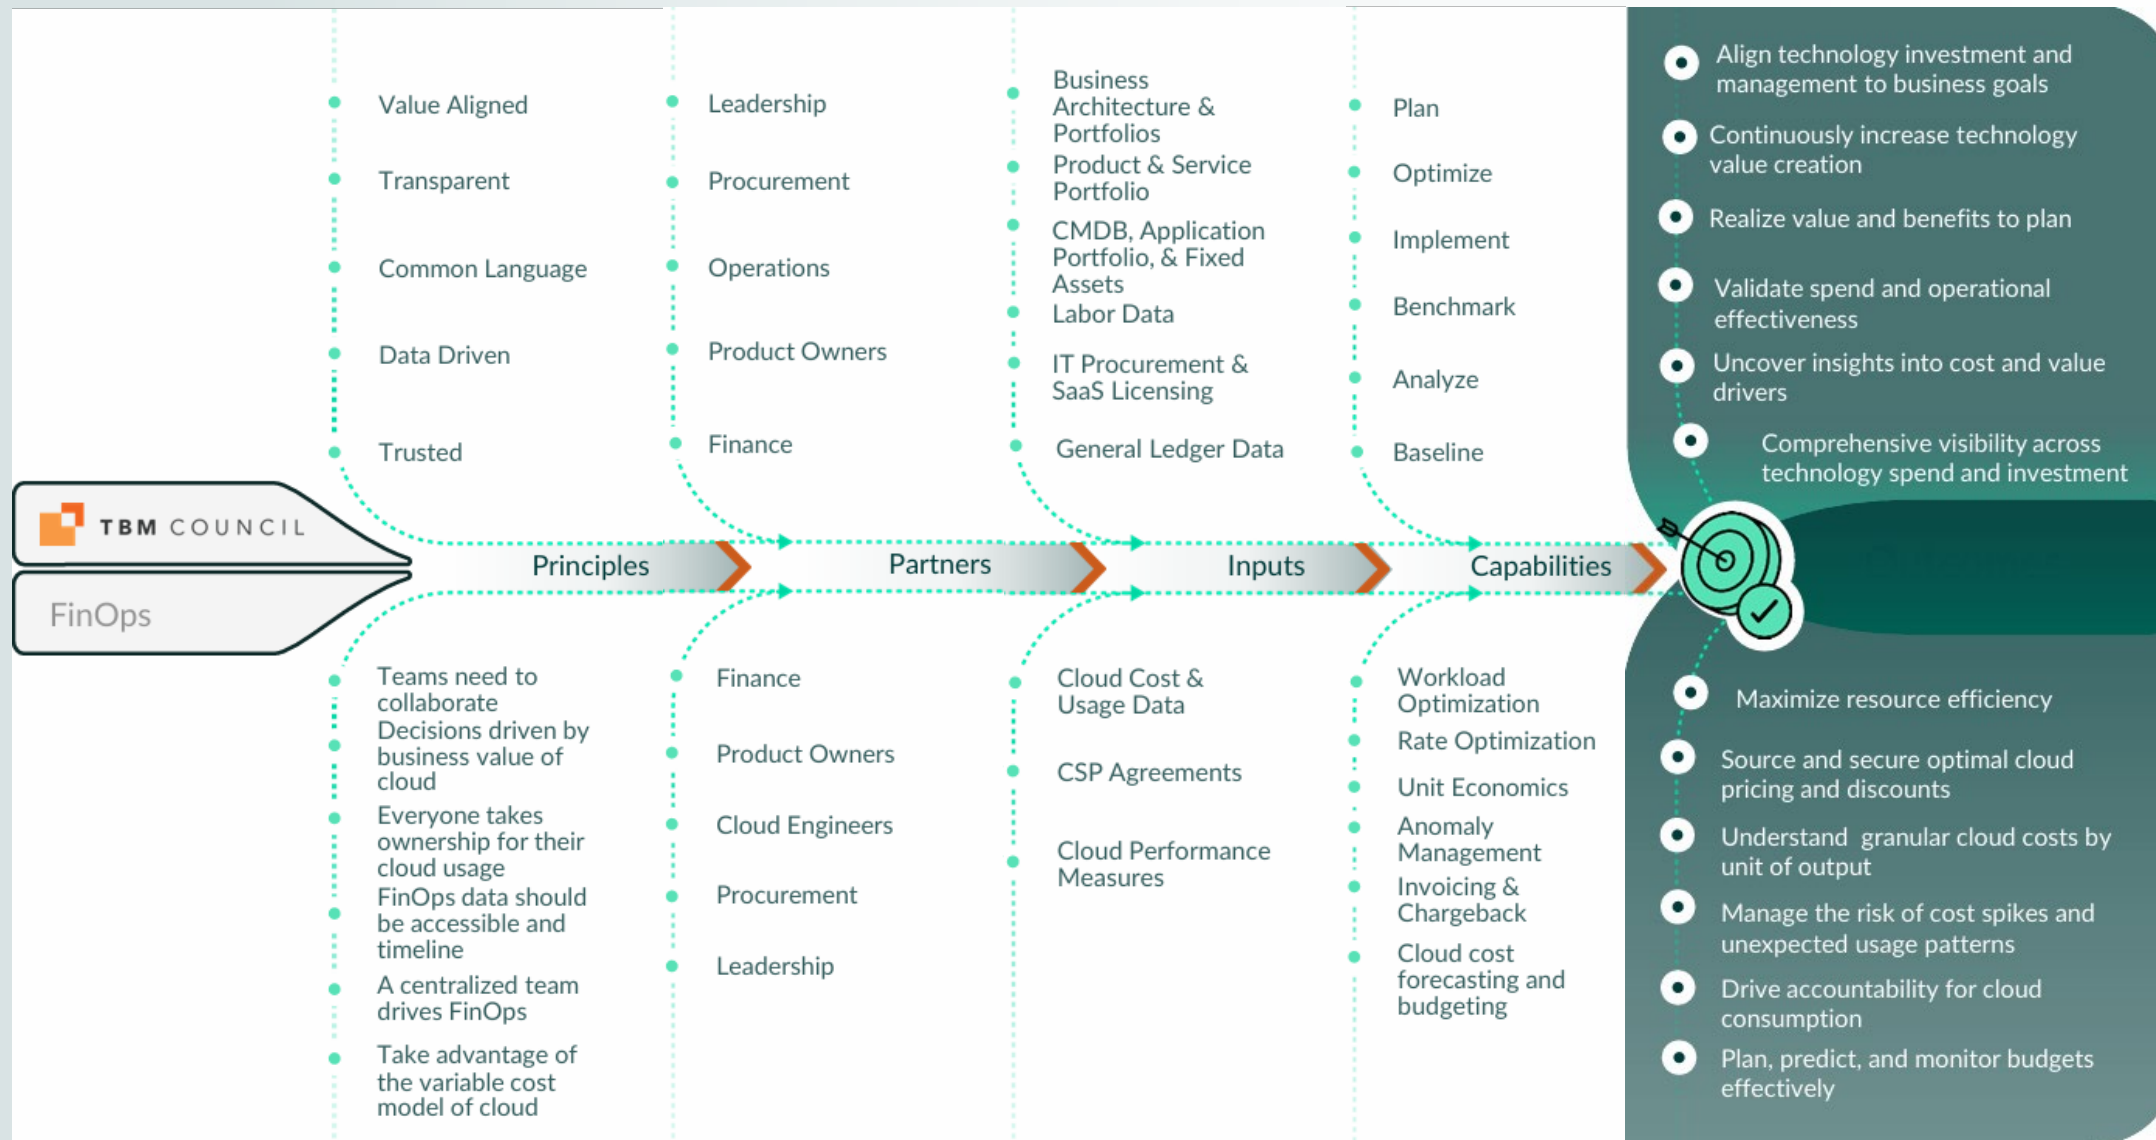 Value Aligned
Transparent
Common Language
Data Driven
Trusted
Leadership
Procurement
Operations
Product Owners
Finance
Business
Architecture &
Portfolios
Product & Service
Portfolio
CMDB, Application
Portfolio, & Fixed
Assets
Labor Data
IT Procurement &
SaaS Licensing
General Ledger Data
Plan
Optimize
Implement
Benchmark
Analyze
Baseline
Align technology investment and
management to business goals
Continuously increase technology
value creation
Realize value and benefits to plan
Validate spend and operational
effectiveness
Uncover insights into cost and value
drivers
Comprehensive visibility across
technology spend and investment
TBM COUNCIL
FinOps
Principles
Partners
Inputs
Capabilities
Teams need to
collaborate
Decisions driven by
business value of
cloud
Everyone takes
ownership for their
cloud usage
FinOps data should
be accessible and
timeline
A centralized team
drives FinOps
Take advantage of
the variable cost
model of cloud
Finance
Product Owners
Cloud Engineers
Procurement
Leadership
Cloud Cost &
Usage Data
CSP Agreements
Cloud Performance
Measures
Workload
Optimization
Rate Optimization
Unit Economics
Anomaly
Management
Invoicing &
Chargeback
Cloud cost
forecasting and
budgeting
Maximize resource efficiency
Source and secure optimal cloud
pricing and discounts
Understand granular cloud costs by
unit of output
Manage the risk of cost spikes and
unexpected usage patterns
Drive accountability for cloud
consumption
Plan, predict, and monitor budgets
effectively